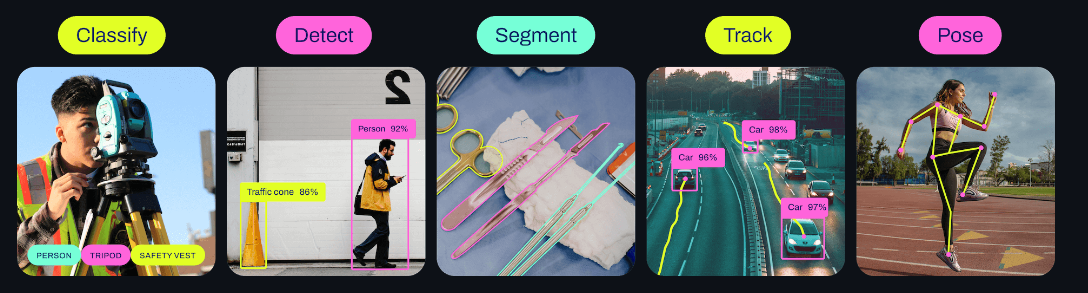 Classify
Detect
Segment
Track
Pose
PERSON
TRIPOD
SAFETY VEST
2
Person 92%
Traffic cone 86%
Car 98%
Car 96%
Car 97%